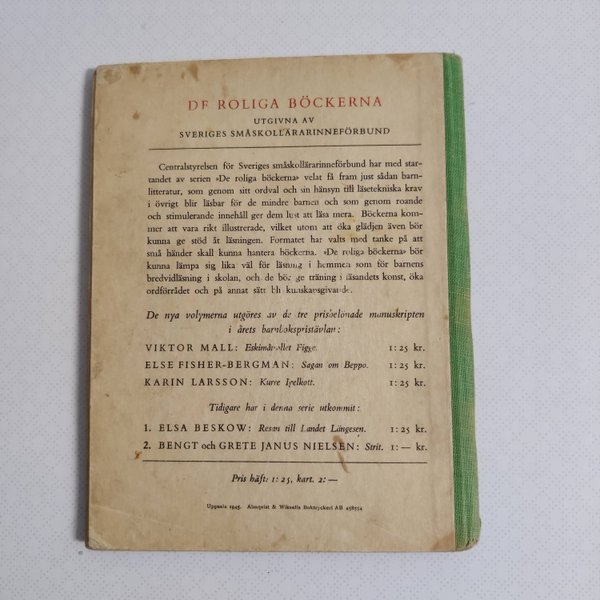 DE ROLIGA BÖCKERNA
UTGIVNA AV
SVERIGES SMÅSKOLLÄRARINNEFÖRBUND
Centralstyrelsen för Sveriges småskollärarinneförbund har med star-
tandet av serien »De roliga böckerna» velat få fram just sådan barn-
litteratur, som genom sitt ordval och sin hänsyn till läsetekniska krav
i övrigt blir läsbar för de mindre barnen och som genom roande
och stimulerande innehåll ger dem lust att läsa mera. Böckerna kom-
mer att vara rikt illustrerade, vilket utom att öka glädjen även bör
kunna ge stöd åt läsningen. Formatet har valts med tanke på att
små händer skall kunna hantera böckerna. »De roliga böckerna» bör
kunna lämpa sig lika väl för läsning i hemmen som för barnens
bredvidläsning i skolan, och de bör ge träning i läsandets konst, öka
ordförrådet och på annat sätt bli kunskapsgivande.
De nya volymerna utgöres av de tre prisbelönade manuskripten
i årets barnbokspristävlan:
VIKTOR MALL: Eskimåvollet Figge. 1:25 kr.
ELSE FISHER-BERGMAN: Sagan om Beppo. 1:25 kr.
KARIN LARSSON: Kurre Igelkott. 1:25 kr.
Tidigare har i denna serie utkommit:
1. ELSA BESKOW: Resan till Landet Längesen. 1:25 kr.
2. BENGT och GRETE JANUS NIELSEN: Strit. 1:— kr.
Pris häft: 1:25, kart. 2:—
Uppsala 1945. Almqvist & Wiksells Boktryckeri AB 458554